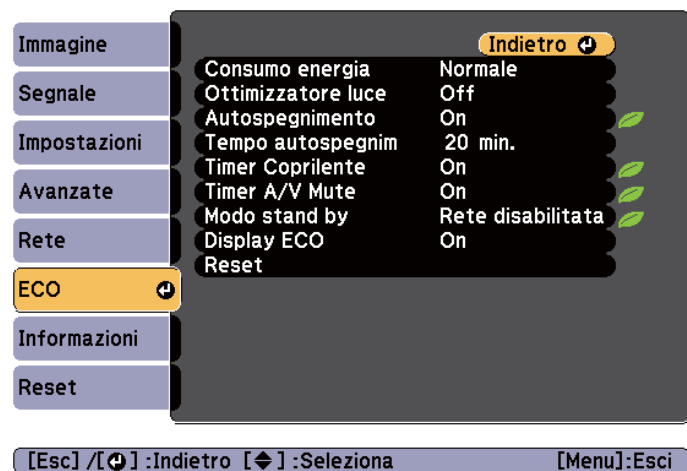 Immagine
Segnale
Impostazioni
Avanzate
Rete
ECO
Informazioni
Reset
Indietro
Consumo energia Normale
Ottimizzatore luce Off
Autospegnimento On
Tempo autospegnim 20 min.
Timer Coprilente On
Timer A/V Mute On
Modo stand by Rete disabilitata
Display ECO On
Reset
[Esc] /[⏎] :Indietro [◆] :Seleziona [Menu]:Esci